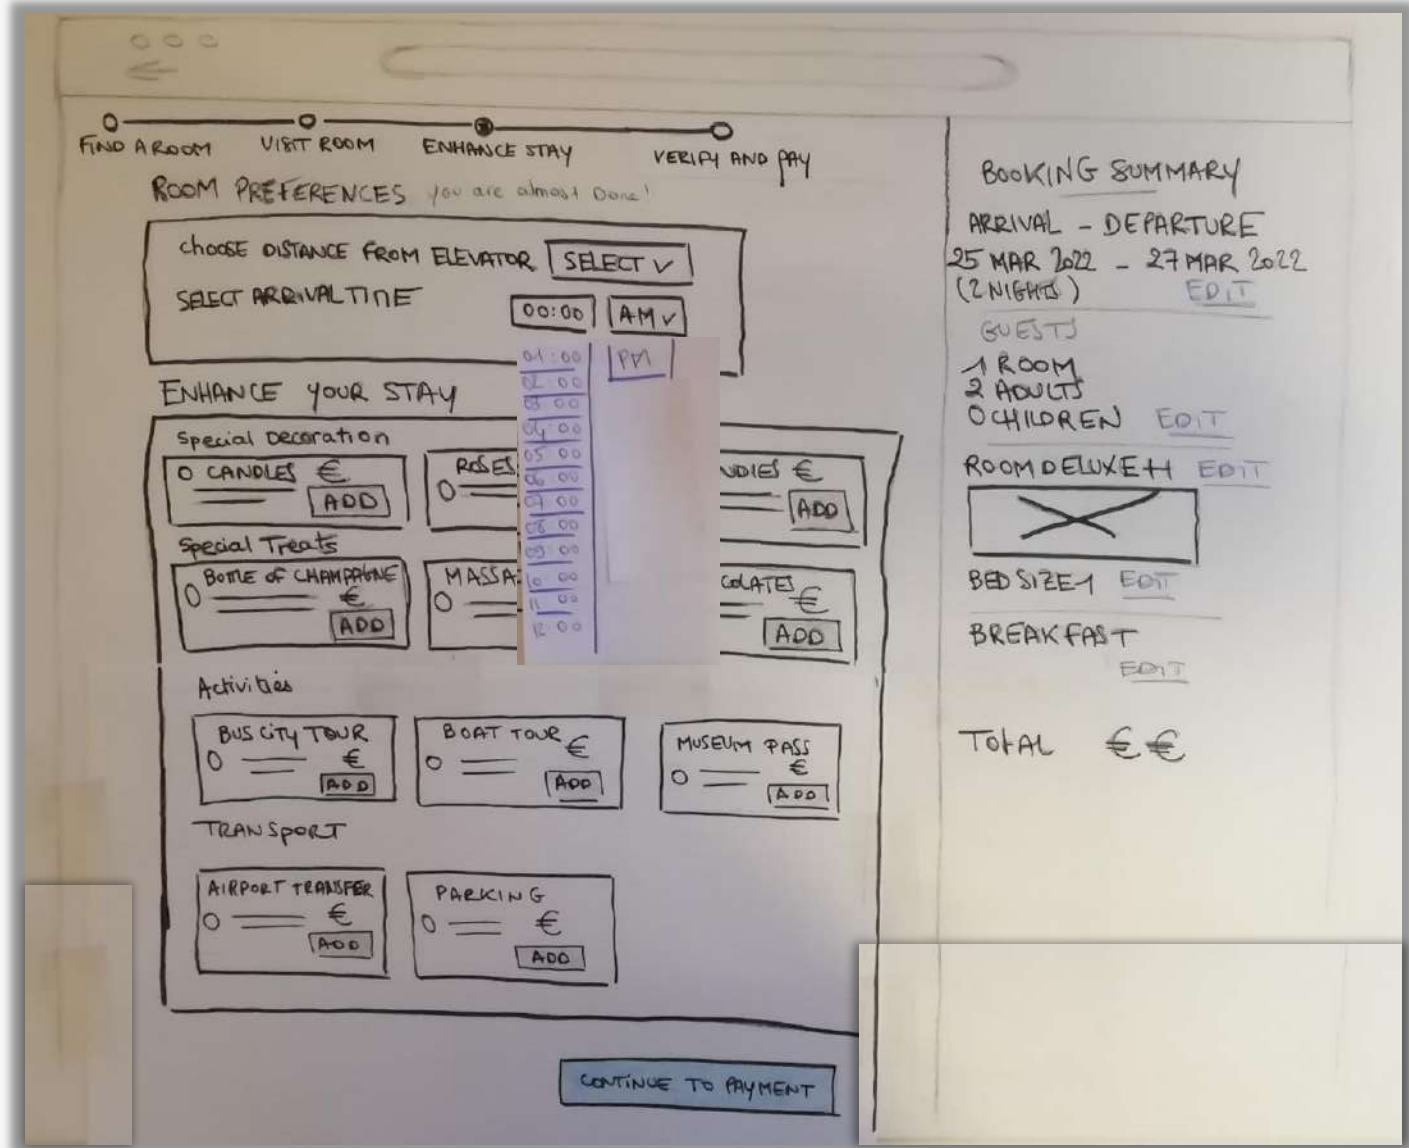 FIND A ROOM
VISIT ROOM
ENHANCE STAY
VERIFY AND PAY
ROOM PREFERENCES you are almost Done!
choose DISTANCE FROM ELEVATOR SELECT
SELECT ARRIVAL TIME 00:00 AM
01:00 PM
02:00
03:00
04:00
05:00
06:00
07:00
08:00
09:00
10:00
11:00
12:00
ENHANCE YOUR STAY
Special Decoration
CANDLES €
ADD
ROSES
NDIES €
ADD
Special Treats
BOTTLE OF CHAMPAGNE
€
ADD
MASSA
COLATES €
ADD
Activities
BUS CITY TOUR
€
ADD
BOAT TOUR €
ADD
MUSEUM PASS
€
ADD
TRANSPORT
AIRPORT TRANSFER
€
ADD
PARKING
€
ADD
CONTINUE TO PAYMENT
BOOKING SUMMARY
ARRIVAL - DEPARTURE
25 MAR 2022 - 27 MAR 2022
(2 NIGHTS) EDIT
GUESTS
1 ROOM
2 ADULTS
0 CHILDREN EDIT
ROOM DELUXE++ EDIT
BED SIZE 1 EDIT
BREAKFAST
EDIT
TOTAL €€